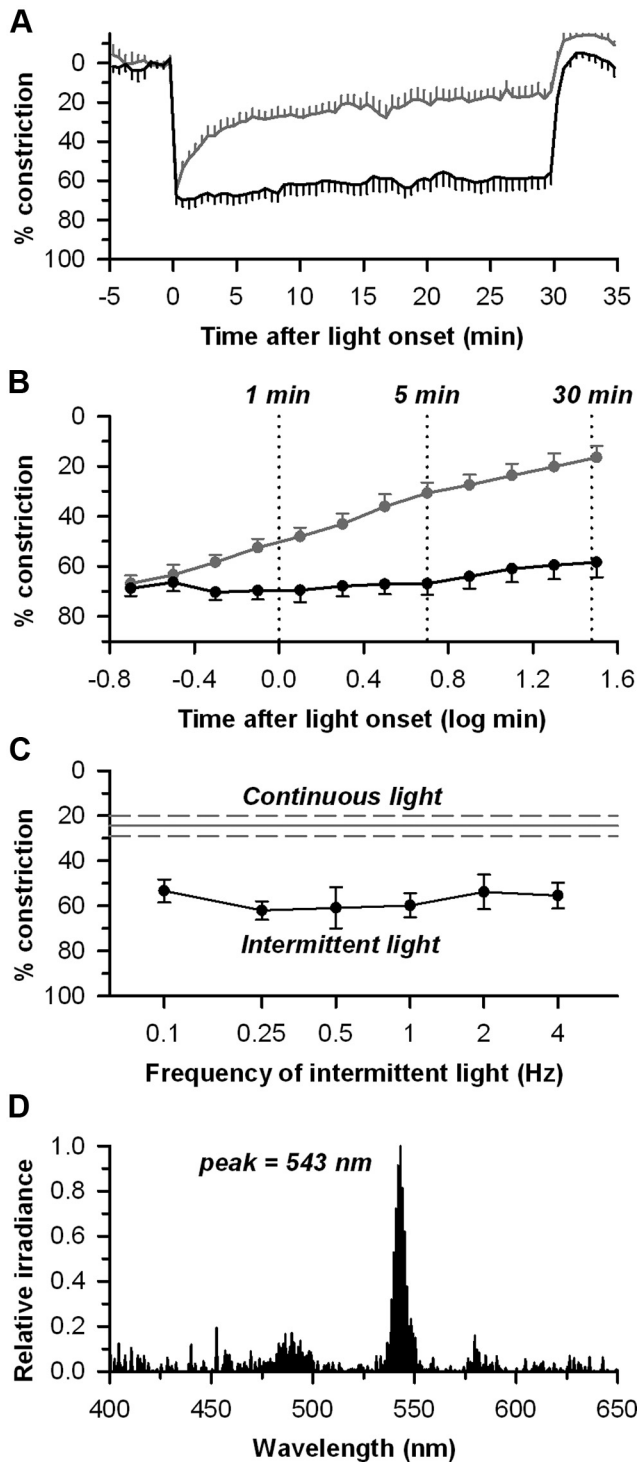 A
0
20
40
60
80
100
% constriction
-5 0 5 10 15 20 25 30 35
Time after light onset (min)
B
1 min 5 min 30 min
0
20
40
60
80
% constriction
-0.8 -0.4 0.0 0.4 0.8 1.2 1.6
Time after light onset (log min)
C
0
20
40
60
80
100
% constriction
Continuous light
Intermittent light
0.1 0.25 0.5 1 2 4
Frequency of intermittent light (Hz)
D
1.0
0.8
0.6
0.4
0.2
0.0
Relative irradiance
peak = 543 nm
400 450 500 550 600 650
Wavelength (nm)